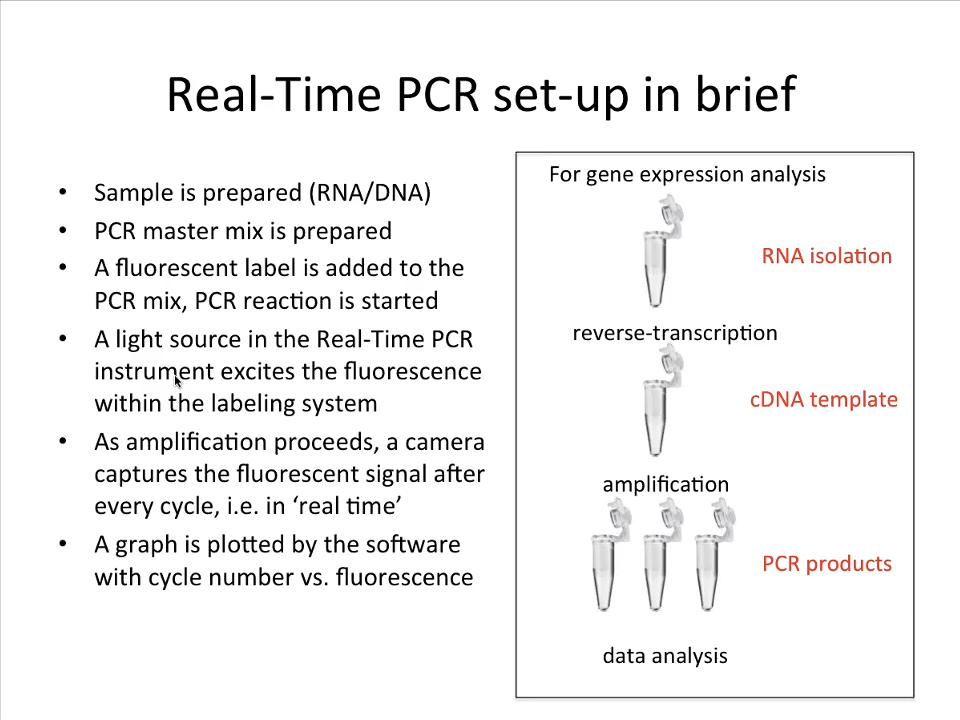 Real-Time PCR set-up in brief
• Sample is prepared (RNA/DNA)
• PCR master mix is prepared
• A fluorescent label is added to the
PCR mix, PCR reaction is started
• A light source in the Real-Time PCR
instrument excites the fluorescence
within the labeling system
• As amplification proceeds, a camera
captures the fluorescent signal after
every cycle, i.e. in ‘real time’
• A graph is plotted by the software
with cycle number vs. fluorescence
For gene expression analysis
RNA isolation
reverse-transcription
cDNA template
amplification
PCR products
data analysis